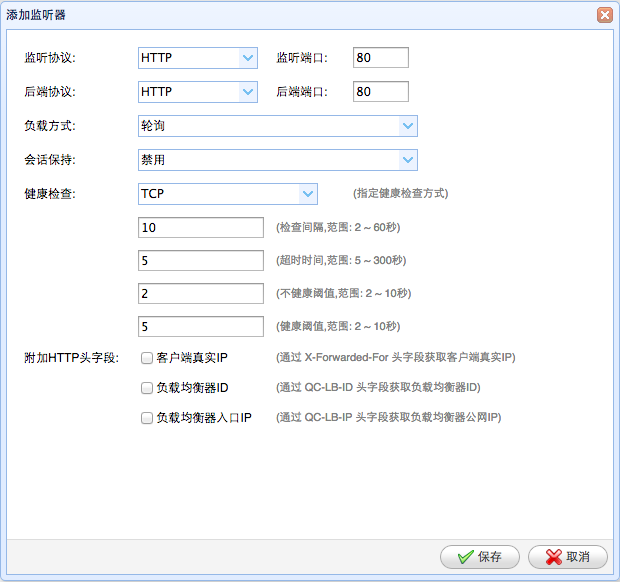 添加监听器
监听协议: HTTP 监听端口: 80
后端协议: HTTP 后端端口: 80
负载方式: 轮询
会话保持: 禁用
健康检查: TCP (指定健康检查方式)
10 (检查间隔,范围: 2～60秒)
5 (超时时间,范围: 5～300秒)
2 (不健康阈值,范围: 2～10秒)
5 (健康阈值,范围: 2～10秒)
附加HTTP头字段: 客户端真实IP (通过 X-Forwarded-For 头字段获取客户端真实IP)
负载均衡器ID (通过 QC-LB-ID 头字段获取负载均衡器ID)
负载均衡器入口IP (通过 QC-LB-IP 头字段获取负载均衡器公网IP)
保存 取消